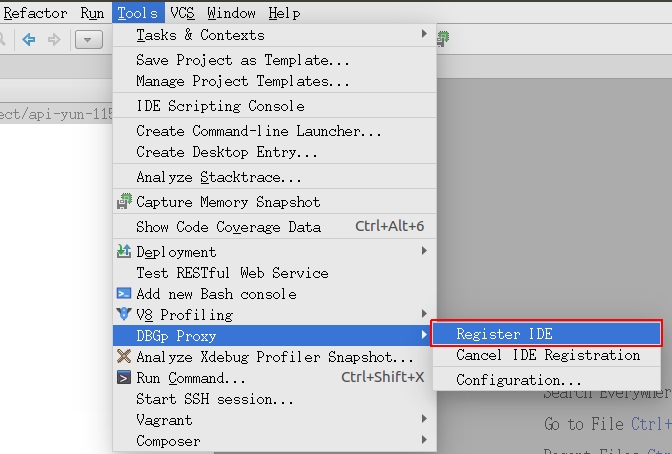 Refactor Run Tools VCS Window Help
Tasks & Contexts
Save Project as Template...
Manage Project Templates...
IDE Scripting Console
ect/api-yun-115
Create Command-line Launcher...
Create Desktop Entry...
Analyze Stacktrace...
Capture Memory Snapshot
Show Code Coverage Data Ctrl+Alt+6
Deployment
Test RESTful Web Service
Add new Bash console
V8 Profiling
DBGp Proxy
Analyze Xdebug Profiler Snapshot...
Run Command... Ctrl+Shift+X
Start SSH session...
Vagrant
Composer
Register IDE
Cancel IDE Registration
Configuration...
Search Everywhere
Go to File Ctrl+
Recent Files Ctrl